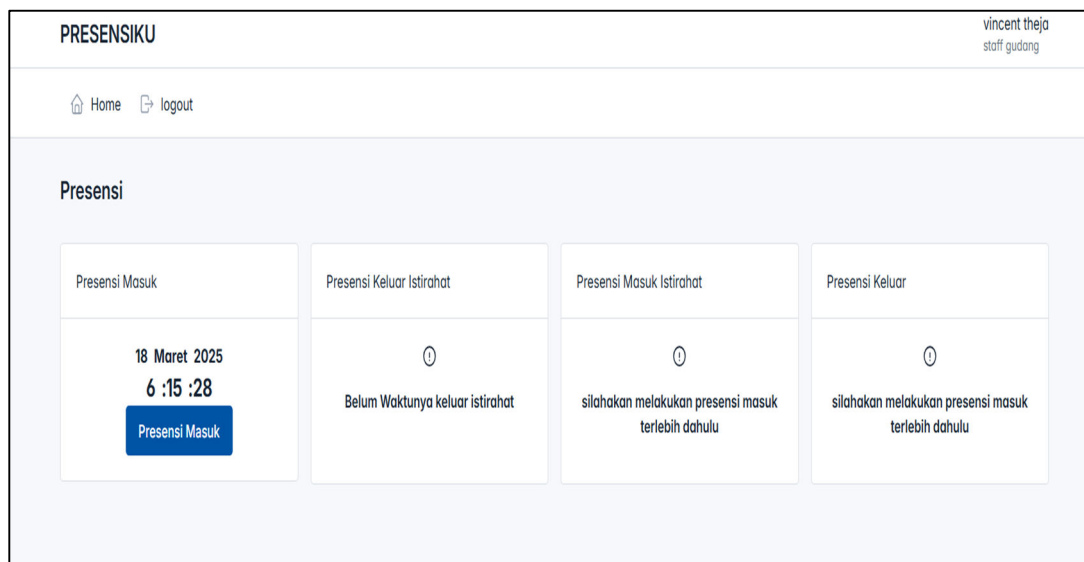 PRESENSIKU
vincent theja
staff gudang
Home
logout
Presensi
Presensi Masuk
18 Maret 2025
6 :15 :28
Presensi Masuk
Presensi Keluar Istirahat
Belum Waktunya keluar istirahat
Presensi Masuk Istirahat
silahakan melakukan presensi masuk
terlebih dahulu
Presensi Keluar
silahakan melakukan presensi masuk
terlebih dahulu